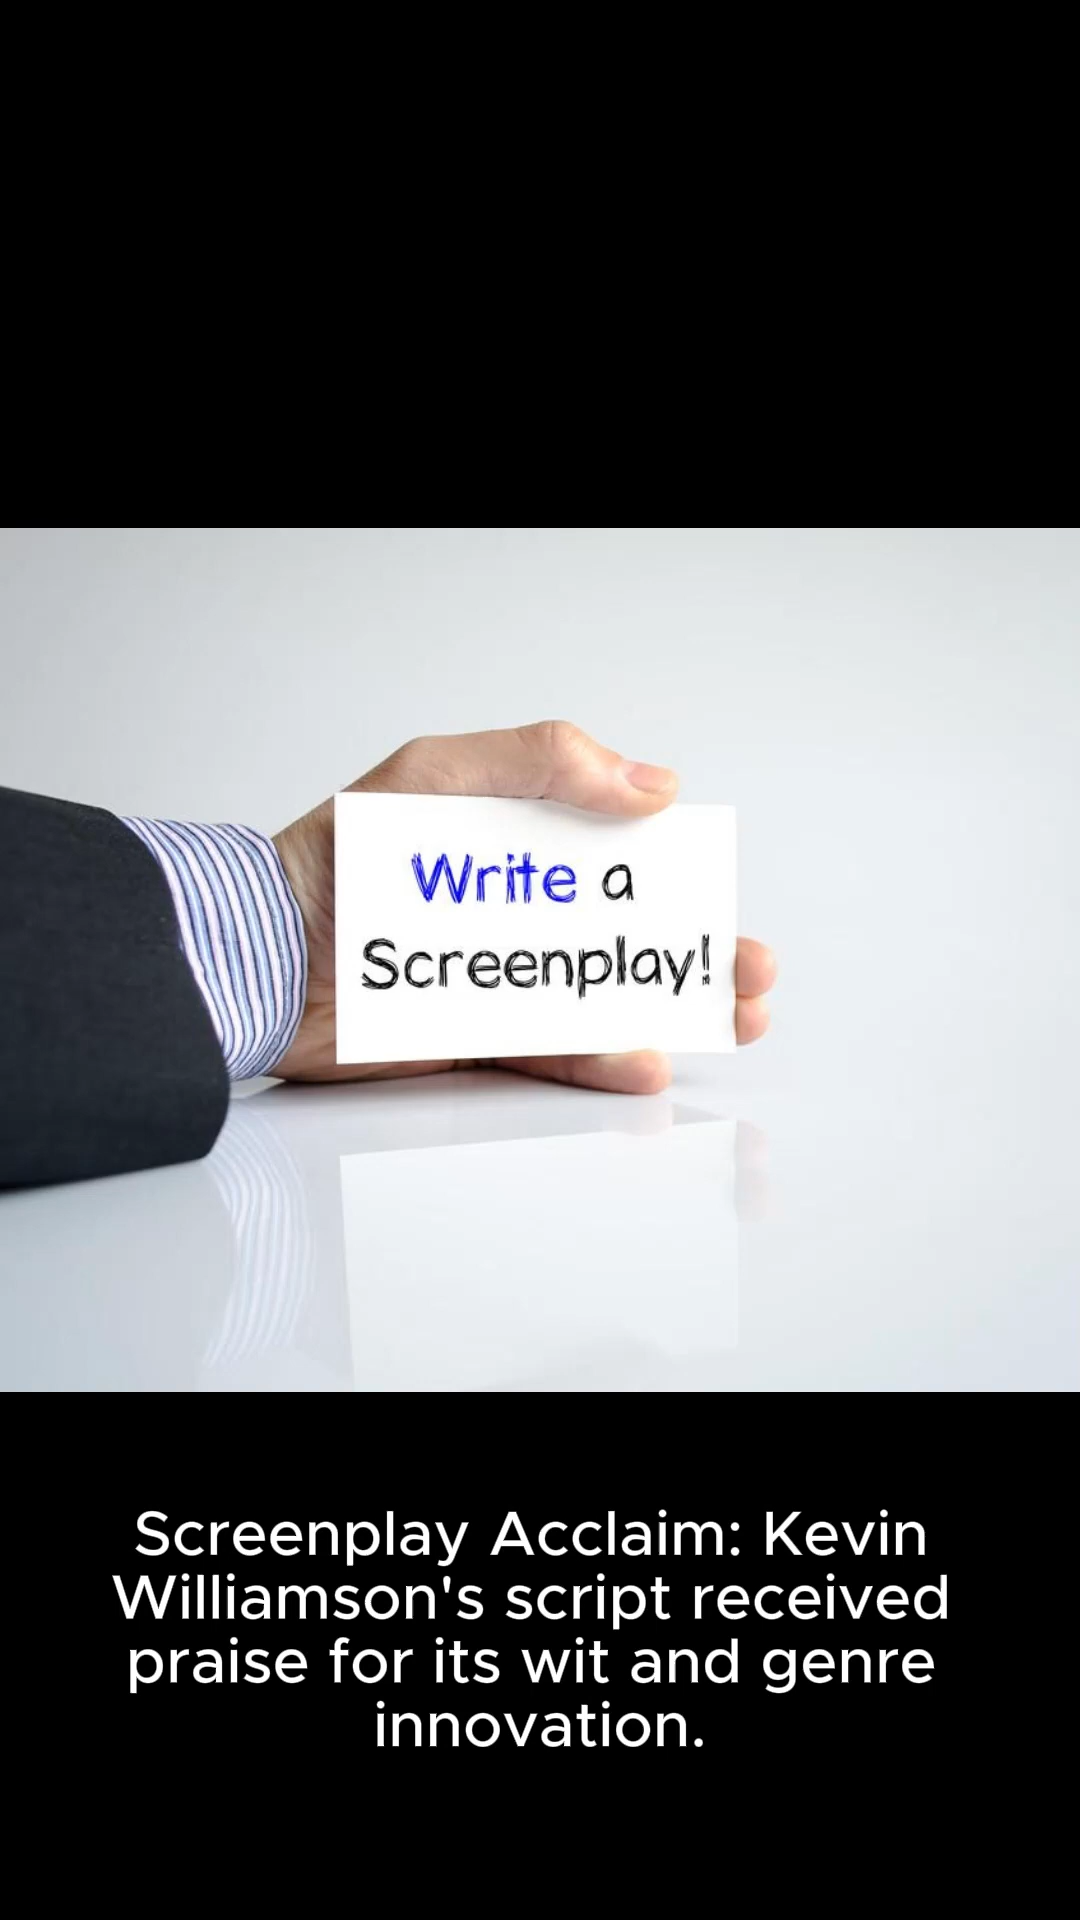 Write a
Screenplay!
Screenplay Acclaim: Kevin
Williamson's script received
praise for its wit and genre
innovation.